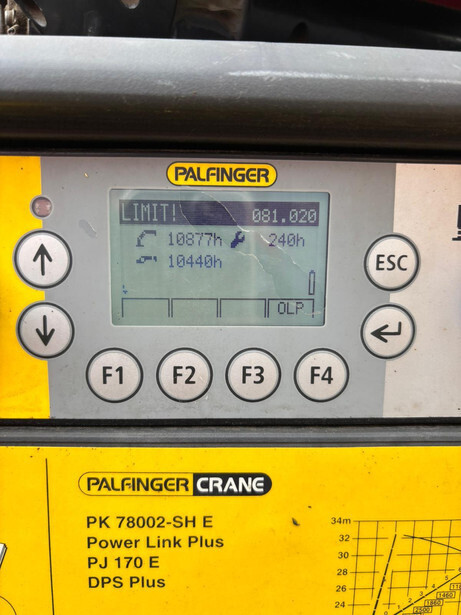 PALFINGER
LIMIT! 081.020
10877h 240h
10440h
OLP
ESC
F1 F2 F3 F4
PALFINGER CRANE
PK 78002-SH E
Power Link Plus
PJ 170 E
DPS Plus
34m
32
30
28
26
24